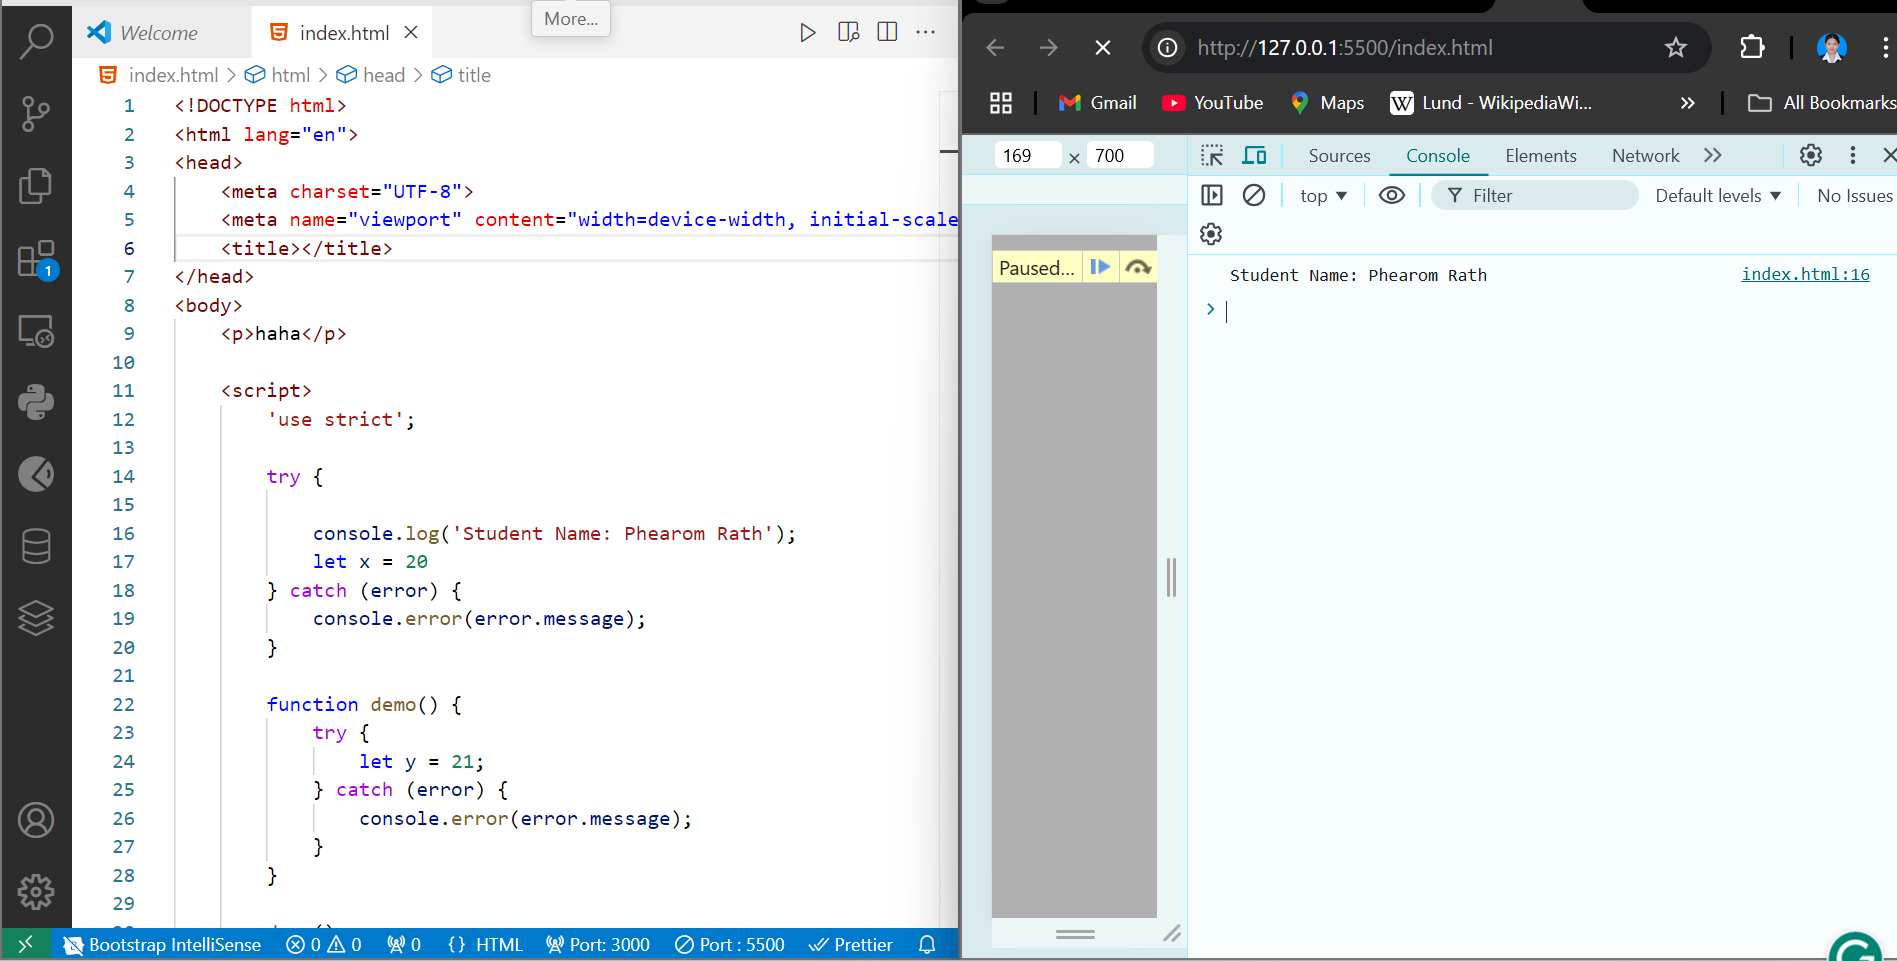 Welcome
index.html
More...
index.html > html > head > title
1 <!DOCTYPE html>
2 <html lang="en">
3 <head>
4 <meta charset="UTF-8">
5 <meta name="viewport" content="width=device-width, initial-scale
6 <title></title>
7 </head>
8 <body>
9 <p>haha</p>
10
11 <script>
12 'use strict';
13
14 try {
15
16 console.log('Student Name: Phearom Rath');
17 let x = 20
18 } catch (error) {
19 console.error(error.message);
20 }
21
22 function demo() {
23 try {
24 let y = 21;
25 } catch (error) {
26 console.error(error.message);
27 }
28 }
29
1
Bootstrap IntelliSense 0 0 0 {} HTML Port: 3000 Port : 5500 Prettier
http://127.0.0.1:5500/index.html
Gmail YouTube Maps W Lund - WikipediaWi... » All Bookmarks
169 × 700
Sources Console Elements Network
top Filter Default levels No Issues
Paused...
Student Name: Phearom Rath index.html:16
>